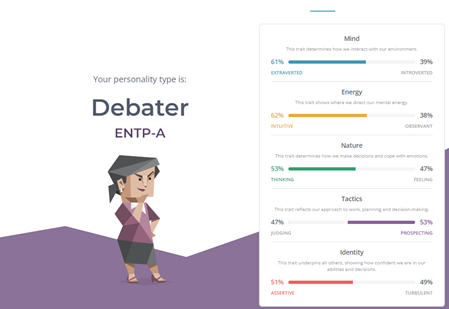 Your personality type is:
Debater
ENTP-A
Mind
This trait determines how we interact with our environment.
61% 39%
EXTRAVERTED INTROVERTED
Energy
This trait shows where we direct our mental energy.
62% 38%
INTUITIVE OBSERVANT
Nature
This trait determines how we make decisions and cope with emotions.
53% 47%
THINKING FEELING
Tactics
This trait reflects our approach to work, planning and decision-making.
47% 53%
JUDGING PROSPECTING
Identity
This trait underpins all others, showing how confident we are in our
abilities and decisions.
51% 49%
ASSERTIVE TURBULENT